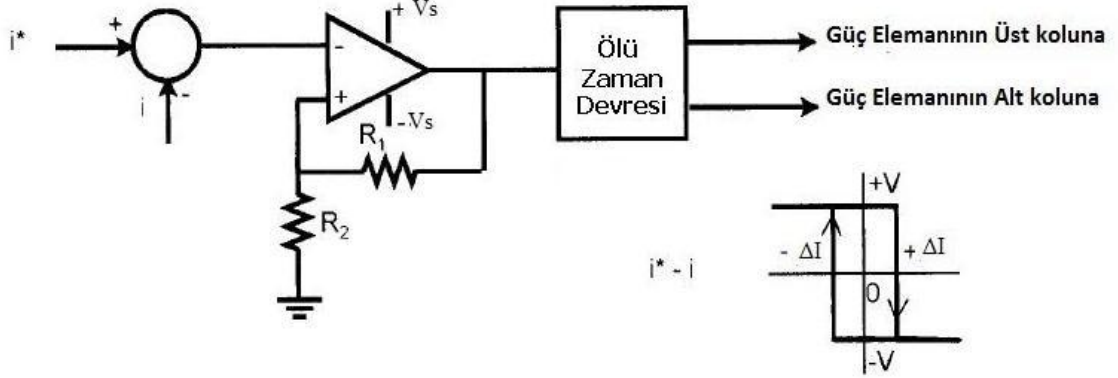 + Vs
i*
+
-
i
-
+
-Vs
R1
R2
Ölü
Zaman
Devresi
Güç Elemanının Üst koluna
Güç Elemanının Alt koluna
i* - i
+V
- ΔI
+ ΔI
0
-V